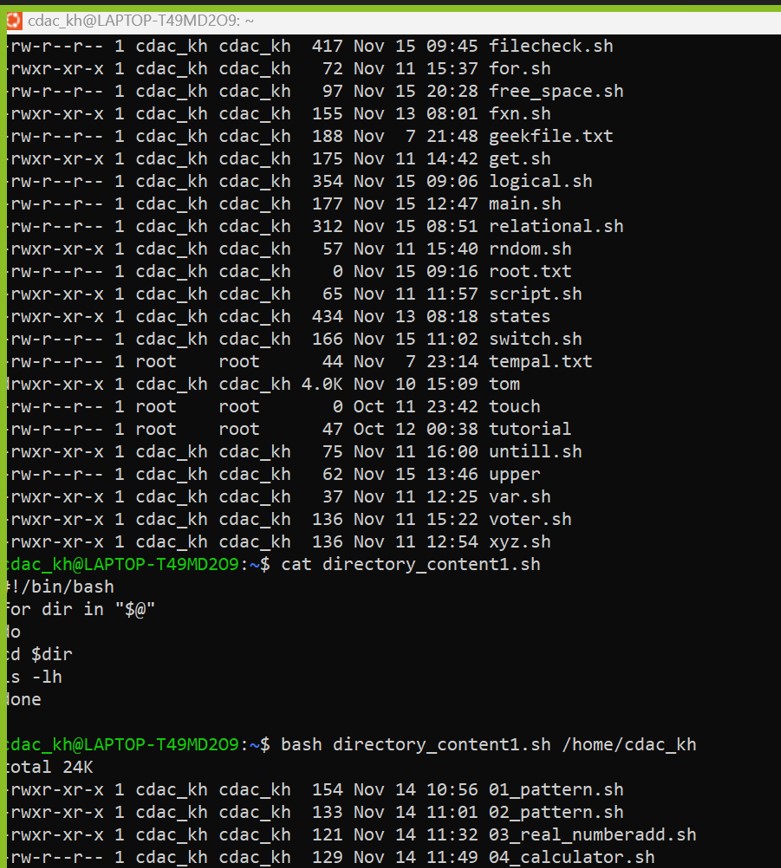 cdac_kh@LAPTOP-T49MD2O9: ~
-rw-r--r-- 1 cdac_kh cdac_kh  417 Nov 15 09:45 filecheck.sh
-rwxr-xr-x 1 cdac_kh cdac_kh   72 Nov 11 15:37 for.sh
-rw-r--r-- 1 cdac_kh cdac_kh   97 Nov 15 20:28 free_space.sh
-rwxr-xr-x 1 cdac_kh cdac_kh  155 Nov 13 08:01 fxn.sh
-rw-r--r-- 1 cdac_kh cdac_kh  188 Nov  7 21:48 geekfile.txt
-rwxr-xr-x 1 cdac_kh cdac_kh  175 Nov 11 14:42 get.sh
-rw-r--r-- 1 cdac_kh cdac_kh  354 Nov 15 09:06 logical.sh
-rw-r--r-- 1 cdac_kh cdac_kh  177 Nov 15 12:47 main.sh
-rw-r--r-- 1 cdac_kh cdac_kh  312 Nov 15 08:51 relational.sh
-rwxr-xr-x 1 cdac_kh cdac_kh   57 Nov 11 15:40 rndom.sh
-rw-r--r-- 1 cdac_kh cdac_kh    0 Nov 15 09:16 root.txt
-rwxr-xr-x 1 cdac_kh cdac_kh   65 Nov 11 11:57 script.sh
-rwxr-xr-x 1 cdac_kh cdac_kh  434 Nov 13 08:18 states
-rw-r--r-- 1 cdac_kh cdac_kh  166 Nov 15 11:02 switch.sh
-rw-r--r-- 1 root    root      44 Nov  7 23:14 tempal.txt
drwxr-xr-x 1 cdac_kh cdac_kh 4.0K Nov 10 15:09 tom
-rw-r--r-- 1 root    root       0 Oct 11 23:42 touch
-rw-r--r-- 1 root    root      47 Oct 12 00:38 tutorial
-rwxr-xr-x 1 cdac_kh cdac_kh   75 Nov 11 16:00 untill.sh
-rw-r--r-- 1 cdac_kh cdac_kh   62 Nov 15 13:46 upper
-rwxr-xr-x 1 cdac_kh cdac_kh   37 Nov 11 12:25 var.sh
-rwxr-xr-x 1 cdac_kh cdac_kh  136 Nov 11 15:22 voter.sh
-rwxr-xr-x 1 cdac_kh cdac_kh  136 Nov 11 12:54 xyz.sh
cdac_kh@LAPTOP-T49MD2O9:~$ cat directory_content1.sh
#!/bin/bash
for dir in "$@"
do
cd $dir
ls -lh
done
cdac_kh@LAPTOP-T49MD2O9:~$ bash directory_content1.sh /home/cdac_kh
total 24K
-rwxr-xr-x 1 cdac_kh cdac_kh  154 Nov 14 10:56 01_pattern.sh
-rwxr-xr-x 1 cdac_kh cdac_kh  133 Nov 14 11:01 02_pattern.sh
-rwxr-xr-x 1 cdac_kh cdac_kh  121 Nov 14 11:32 03_real_numberadd.sh
-rwxr-xr-x 1 cdac_kh cdac_kh  129 Nov 14 11:49 04_calculator.sh